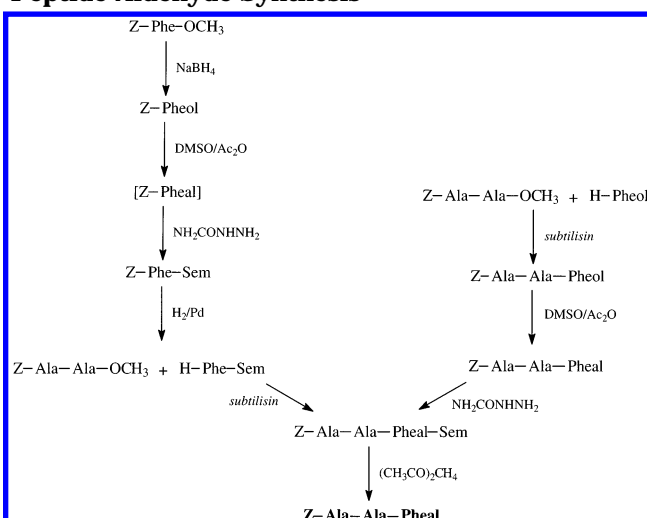 Peptide Aldehyde Synthesis
Z–Phe–OCH3
NaBH4
Z–Pheol
DMSO/Ac2O
[Z–Pheal]
NH2CONHNH2
Z–Phe–Sem
H2/Pd
Z–Ala–Ala–OCH3 + H–Phe–Sem
subtilisin
Z–Ala–Ala–OCH3 + H–Pheol
subtilisin
Z–Ala–Ala–Pheol
DMSO/Ac2O
Z–Ala–Ala–Pheal
NH2CONHNH2
Z–Ala–Ala–Pheal–Sem
(CH3CO)2CH4
Z–Ala–Ala–Pheal